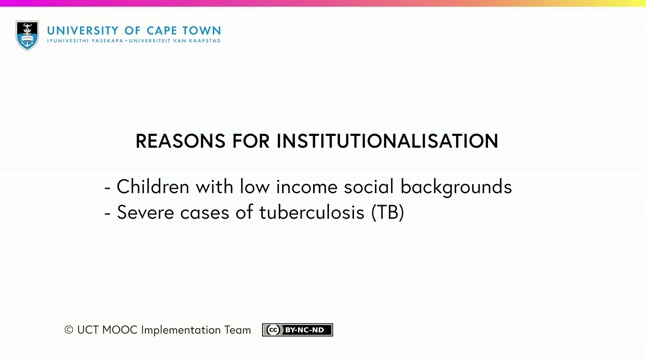 UNIVERSITY OF CAPE TOWN
IYUNIVESITHI YASEKAPA • UNIVERSITEIT VAN KAAPSTAD
REASONS FOR INSTITUTIONALISATION
- Children with low income social backgrounds
- Severe cases of tuberculosis (TB)
© UCT MOOC Implementation Team cc BY-NC-ND